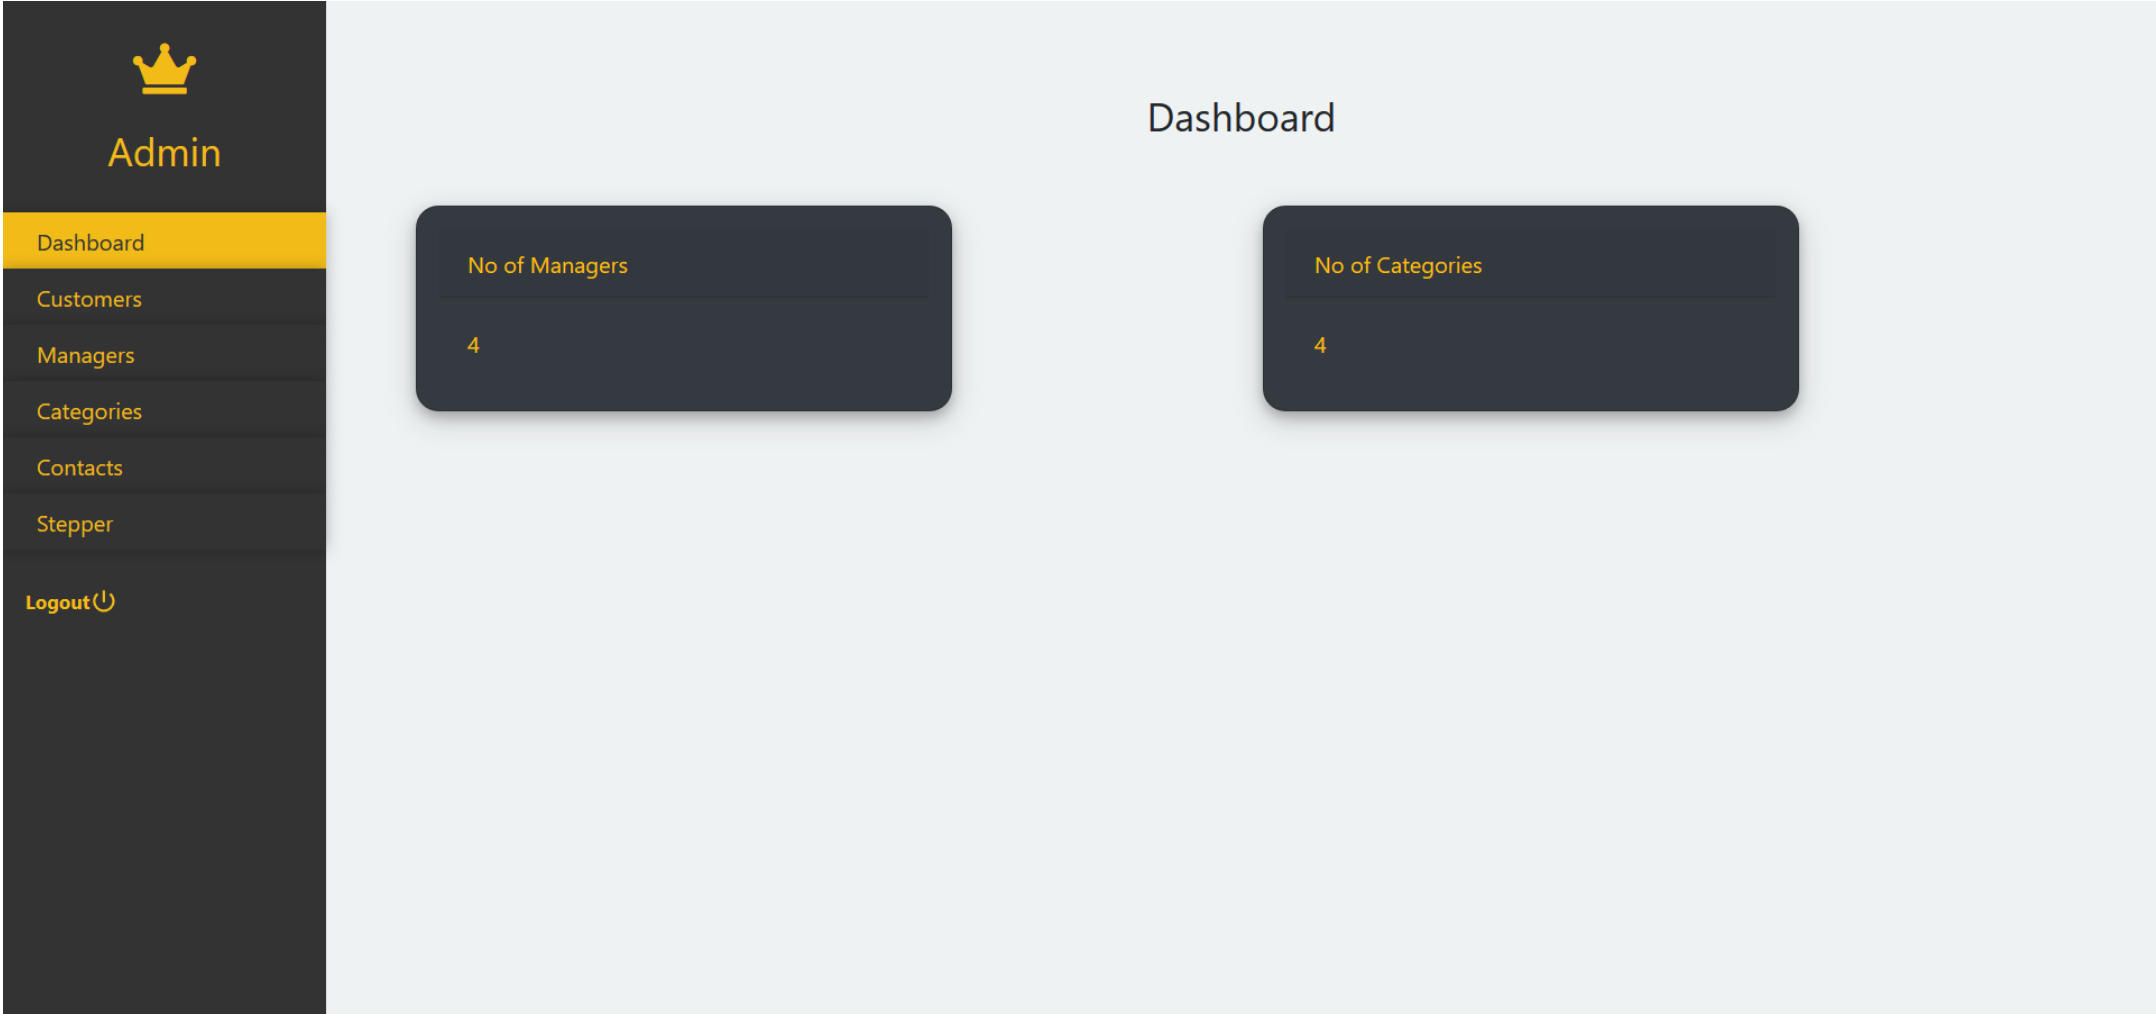 Admin
Dashboard
Customers
Managers
Categories
Contacts
Stepper
Logout
Dashboard
No of Managers
4
No of Categories
4